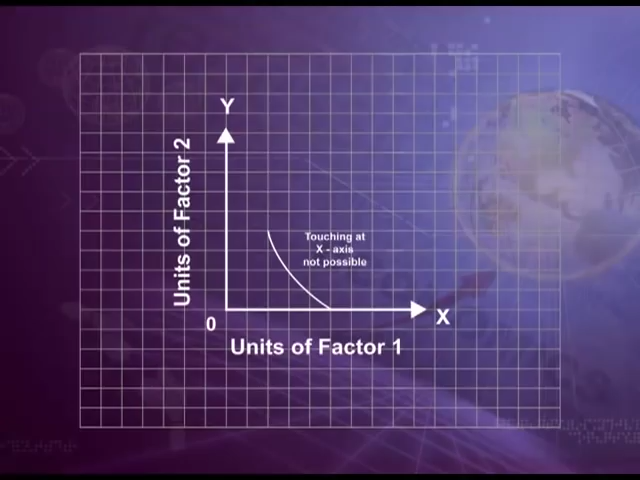 Y
Units of Factor 2
Touching at
X - axis
not possible
0
X
Units of Factor 1